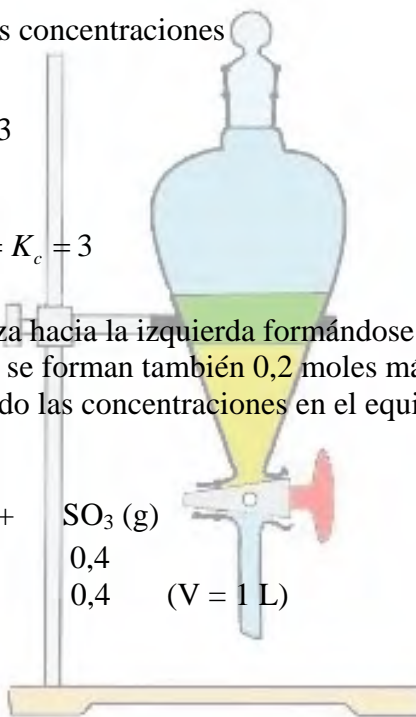 s concentraciones
3
= K_c = 3
za hacia la izquierda formándose
se forman también 0,2 moles má
do las concentraciones en el equi
+ SO₃ (g)
0,4
0,4 (V = 1 L)